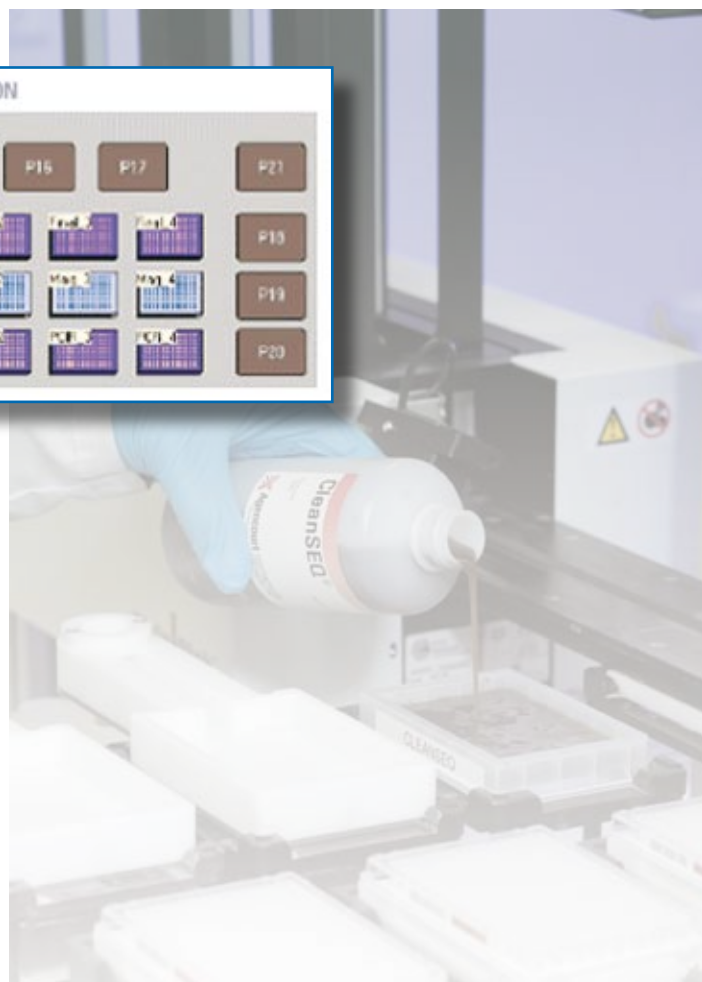 ON
P16 P17 P21
Final_3 Final_4 P18
Mag_3 Mag_4 P19
PCR_3 PCR_4 P20
CleanSEQ
Agencourt
CLEANSEQ